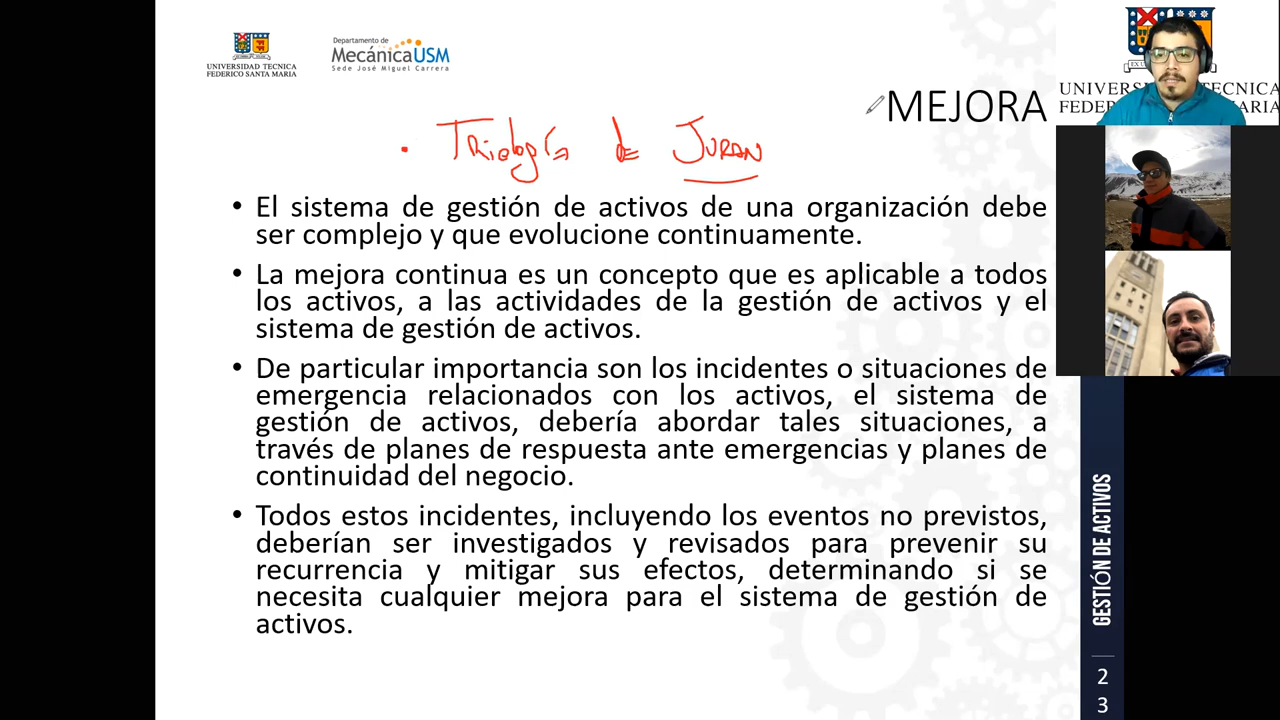 UNIVERSIDAD TECNICA
FEDERICO SANTA MARIA
Departamento de
MecánicaUSM
Sede José Miguel Carrera
MEJORA
• Triología de JURAN
• El sistema de gestión de activos de una organización debe
ser complejo y que evolucione continuamente.
• La mejora continua es un concepto que es aplicable a todos
los activos, a las actividades de la gestión de activos y el
sistema de gestión de activos.
• De particular importancia son los incidentes o situaciones de
emergencia relacionados con los activos, el sistema de
gestión de activos, debería abordar tales situaciones, a
través de planes de respuesta ante emergencias y planes de
continuidad del negocio.
• Todos estos incidentes, incluyendo los eventos no previstos,
deberían ser investigados y revisados para prevenir su
recurrencia y mitigar sus efectos, determinando si se
necesita cualquier mejora para el sistema de gestión de
activos.
GESTIÓN DE ACTIVOS
2
3